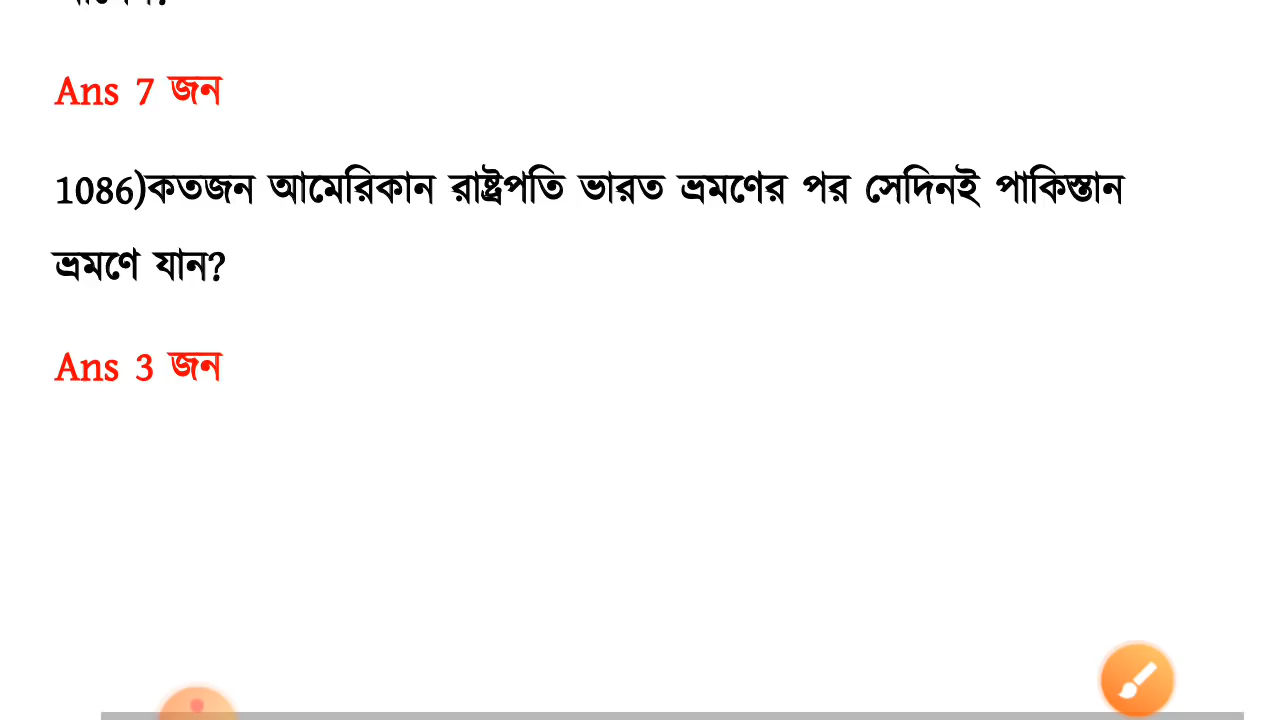 Ans 7 জন
1086)কতজন আমেরিকান রাষ্ট্রপতি ভারত ভ্রমণের পর সেদিনই পাকিস্তান
ভ্রমণে যান?
Ans 3 জন